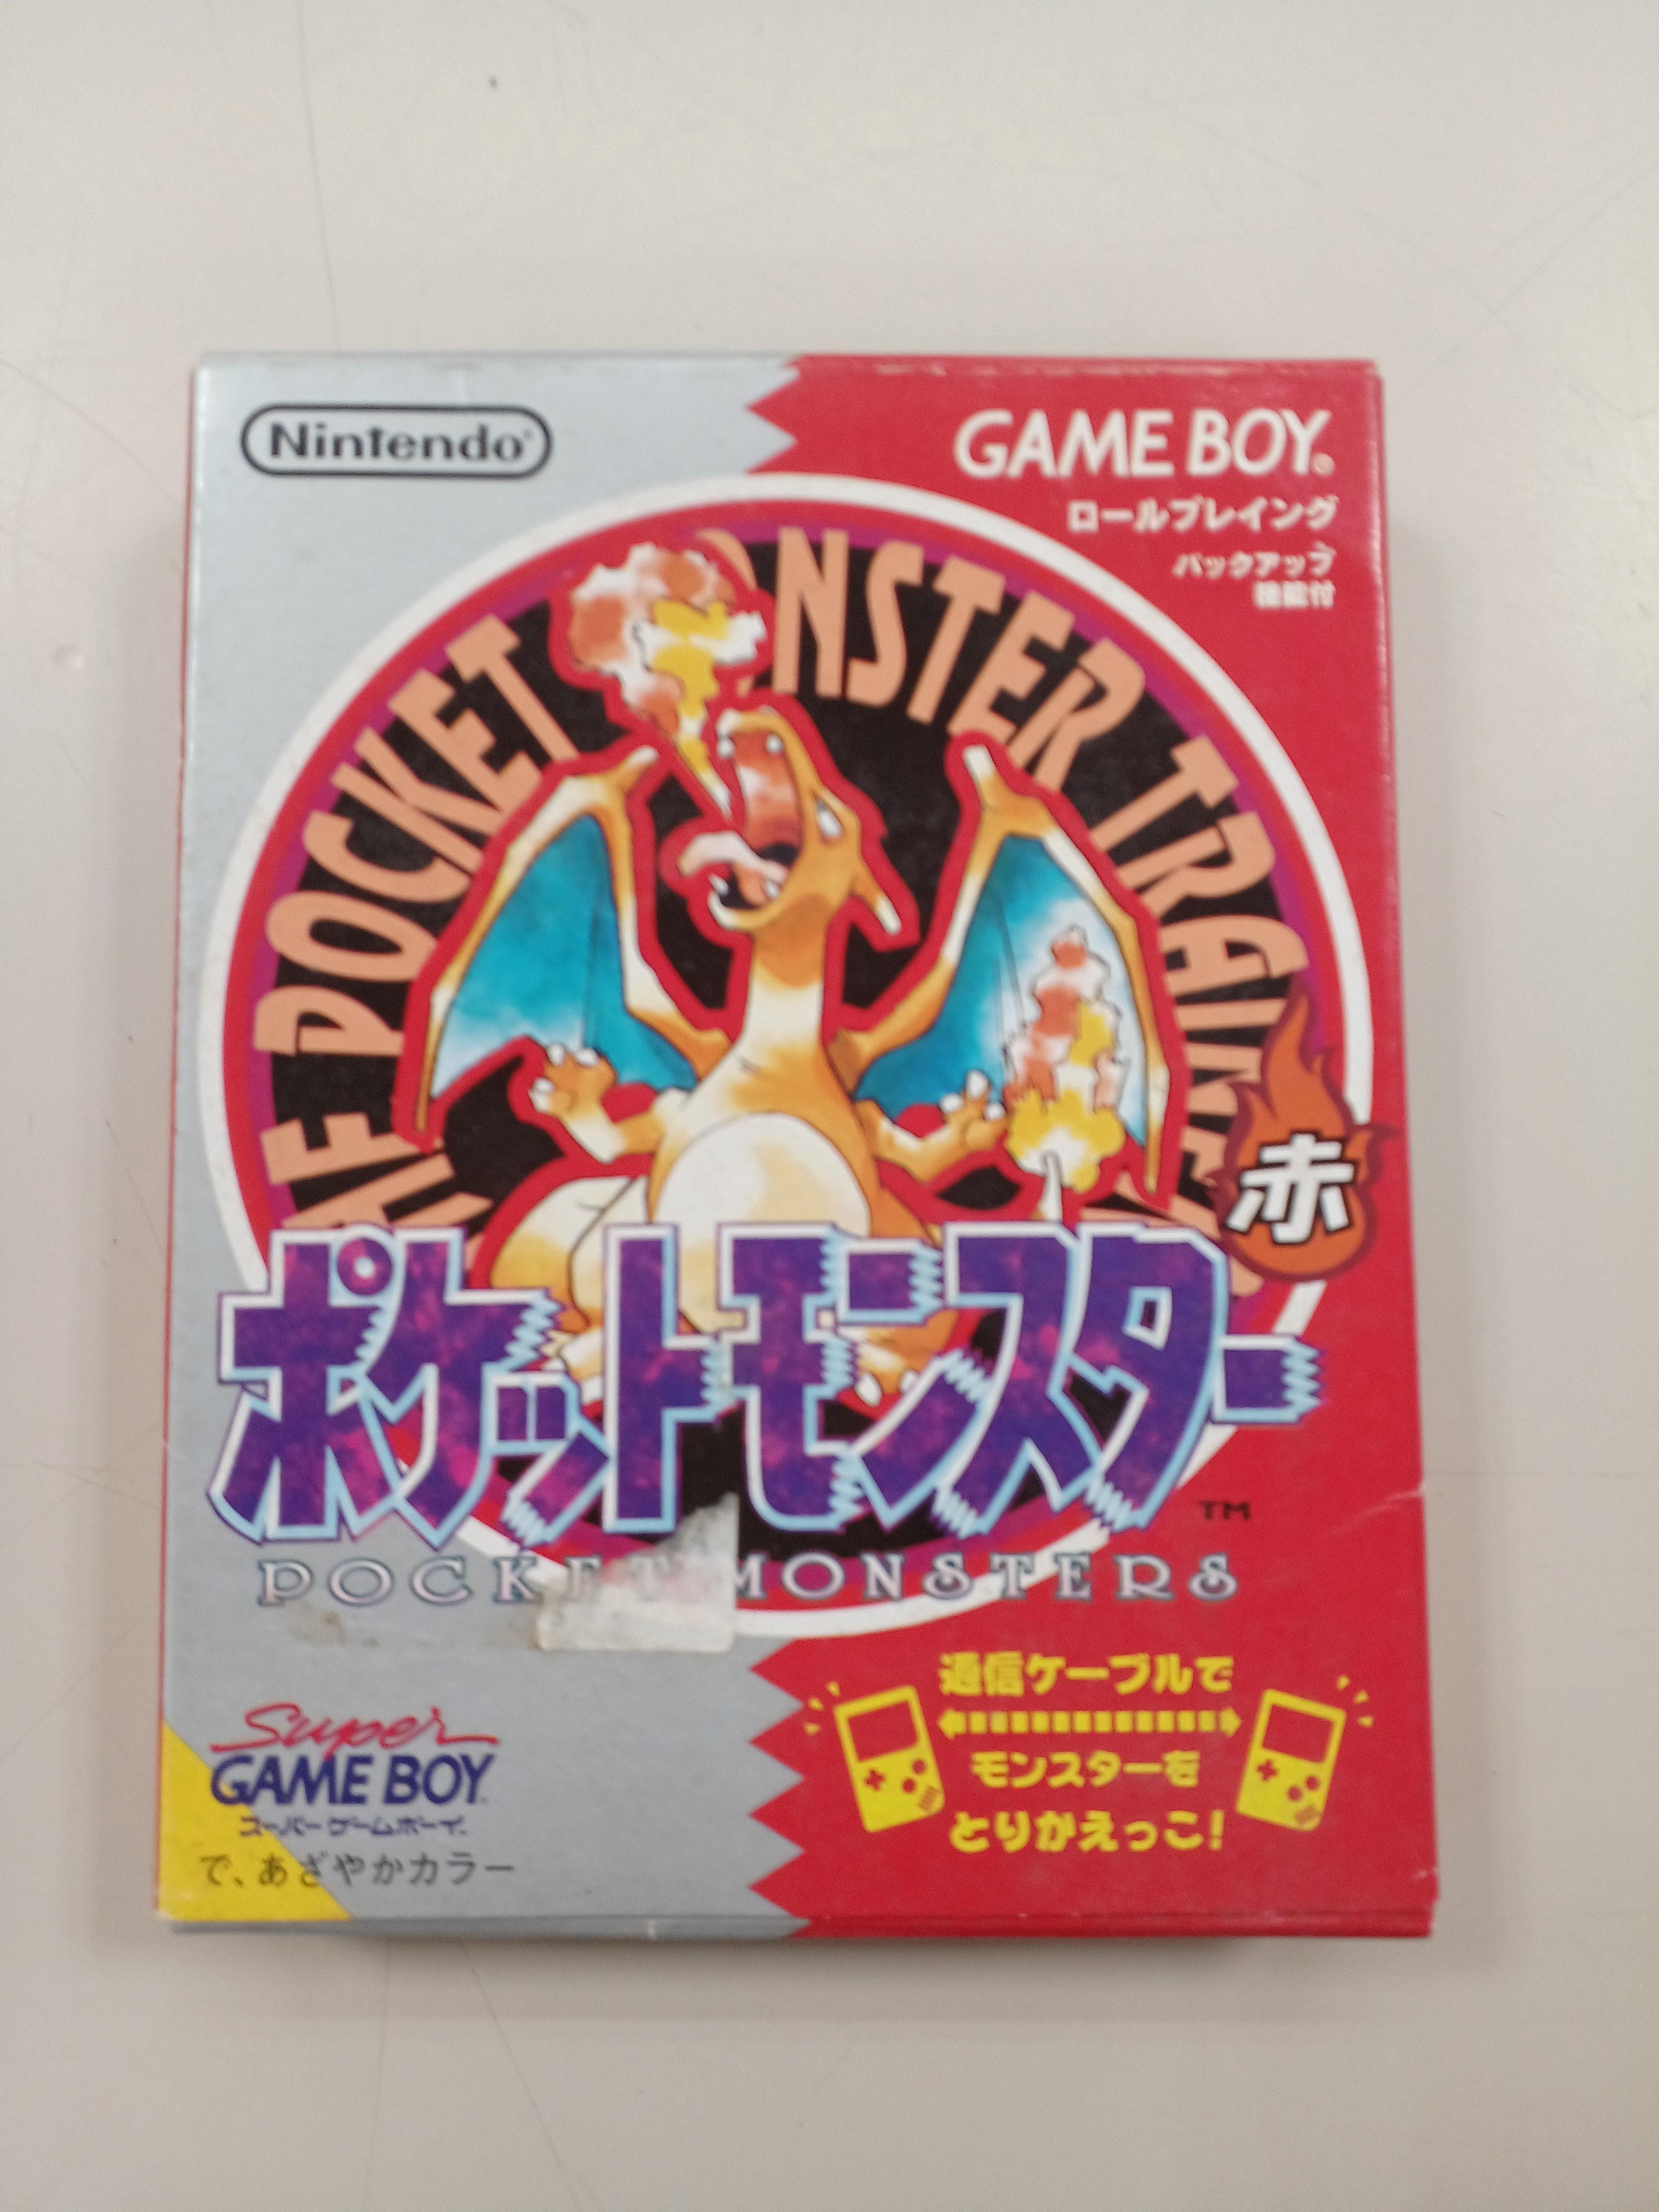 Nintendo
GAME BOY
ロールプレイング
バックアップ
機能付
POCKET MONSTER
赤
ポケットモンスター
TM
POCKET MONSTERS
通信ケーブルで
モンスターを
とりかえっこ!
Super
GAME BOY
スーパーゲームボーイ
で、あざやかカラー